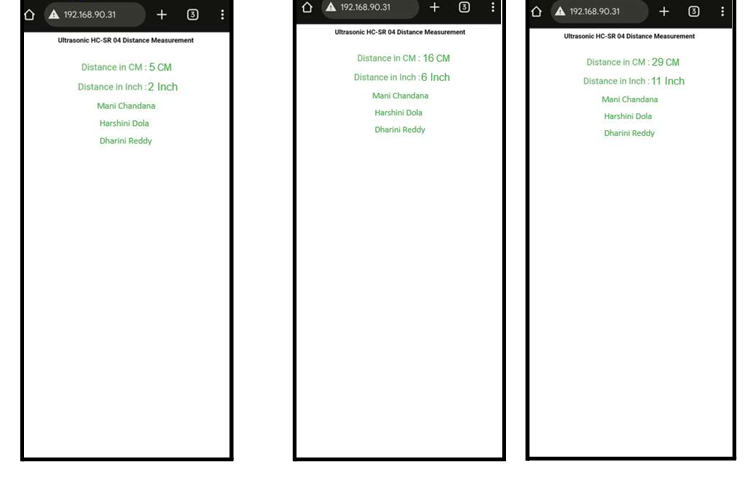 192.168.90.31
3
Ultrasonic HC-SR 04 Distance Measurement
Distance in CM : 5 CM
Distance in Inch : 2 Inch
Mani Chandana
Harshini Dola
Dharini Reddy
192.168.90.31
3
Ultrasonic HC-SR 04 Distance Measurement
Distance in CM : 16 CM
Distance in Inch : 6 Inch
Mani Chandana
Harshini Dola
Dharini Reddy
192.168.90.31
3
Ultrasonic HC-SR 04 Distance Measurement
Distance in CM : 29 CM
Distance in Inch : 11 Inch
Mani Chandana
Harshini Dola
Dharini Reddy